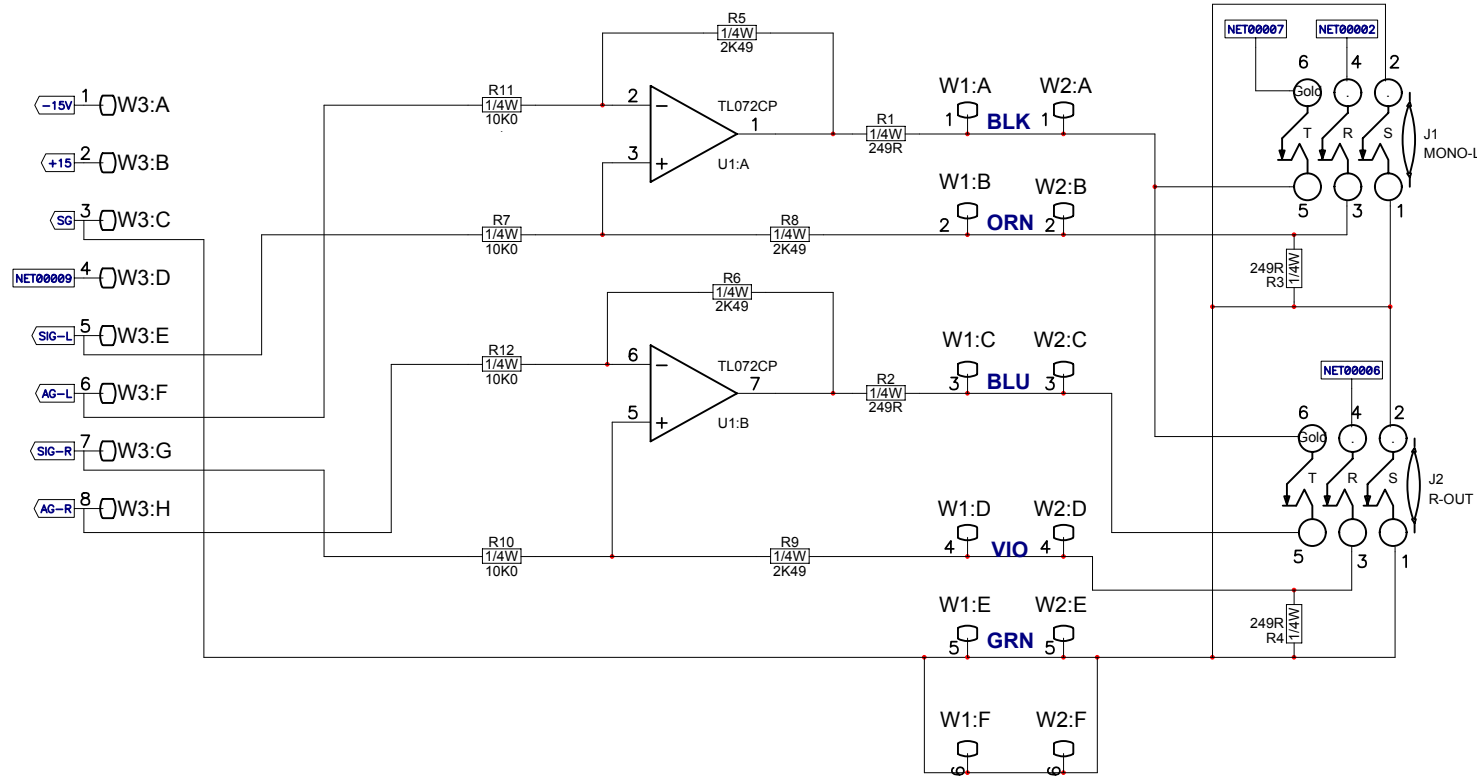 -15V 1 W3:A
+15 2 W3:B
SG 3 W3:C
NET00009 4 W3:D
SIG-L 5 W3:E
AG-L 6 W3:F
SIG-R 7 W3:G
AG-R 8 W3:H
R5
1/4W
2K49
R11
1/4W
10K0
2
3
TL072CP
1
U1:A
R1
1/4W
249R
W1:A W2:A
1 BLK 1
R7
1/4W
10K0
R8
1/4W
2K49
W1:B W2:B
2 ORN 2
R6
1/4W
2K49
R12
1/4W
10K0
6
5
TL072CP
7
U1:B
R2
1/4W
249R
W1:C W2:C
3 BLU 3
R10
1/4W
10K0
R9
1/4W
2K49
W1:D W2:D
4 VIO 4
W1:E W2:E
5 GRN 5
W1:F W2:F
6 6
NET00007 NET00002
6 4 2
Gold . .
T R S
J1
MONO-L
5 3 1
249R
R3
1/4W
NET00006
6 4 2
Gold . .
T R S
J2
R-OUT
5 3 1
249R
R4
1/4W